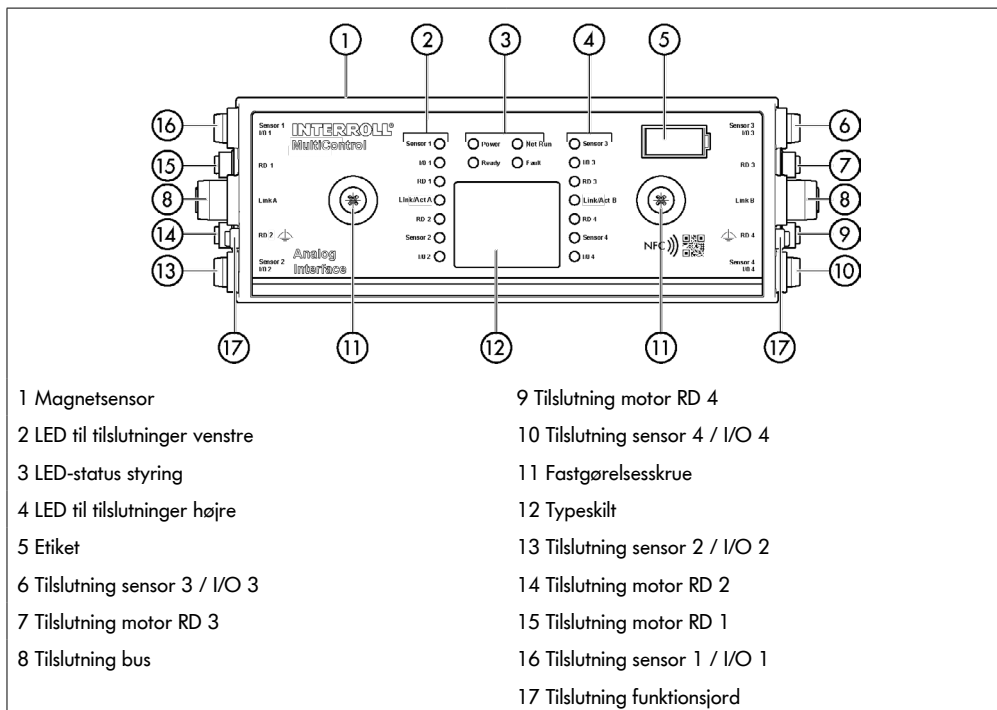 1 2 3 4 5
16 15 8 14 13
6 7 8 9 10
17 11 12 11 17
Sensor 1
I/O 1
RD 1
Link A
RD 2
Sensor 2
I/O 2
INTERROLL®
MultiControl
Analog
Interface
Sensor 1
I/O 1
RD 1
Link/Act A
RD 2
Sensor 2
I/O 2
Power Net Run
Ready Fault
Sensor 3
I/O 3
RD 3
Link/Act B
RD 4
Sensor 4
I/O 4
NFC
Sensor 3
I/O 3
RD 3
Link B
RD 4
Sensor 4
I/O 4
1 Magnetsensor
2 LED til tilslutninger venstre
3 LED-status styring
4 LED til tilslutninger højre
5 Etiket
6 Tilslutning sensor 3 / I/O 3
7 Tilslutning motor RD 3
8 Tilslutning bus
9 Tilslutning motor RD 4
10 Tilslutning sensor 4 / I/O 4
11 Fastgørelsesskrue
12 Typeskilt
13 Tilslutning sensor 2 / I/O 2
14 Tilslutning motor RD 2
15 Tilslutning motor RD 1
16 Tilslutning sensor 1 / I/O 1
17 Tilslutning funktionsjord